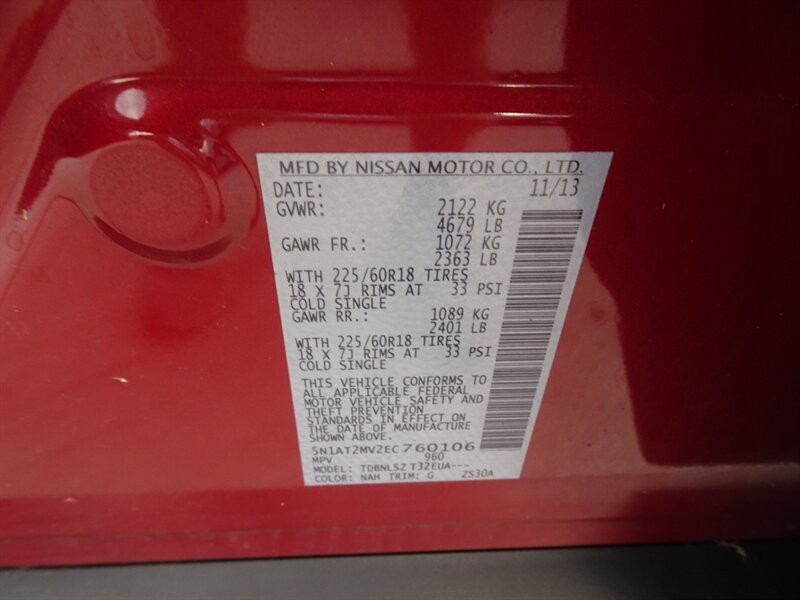 MFD BY NISSAN MOTOR CO., LTD.
DATE: 11/13
GVWR: 2122 KG
4679 LB
GAWR FR.: 1072 KG
2363 LB
WITH 225/60R18 TIRES
18 X 7J RIMS AT 33 PSI
COLD SINGLE
GAWR RR.: 1089 KG
2401 LB
WITH 225/60R18 TIRES
18 X 7J RIMS AT 33 PSI
COLD SINGLE
THIS VEHICLE CONFORMS TO
ALL APPLICABLE FEDERAL
MOTOR VEHICLE SAFETY AND
THEFT PREVENTION
STANDARDS IN EFFECT ON
THE DATE OF MANUFACTURE
SHOWN ABOVE.
5N1AT2MV2EC760106
MPV 960
MODEL: TDBNLSZ T32EUA---
COLOR: NAH TRIM: G ZS30A